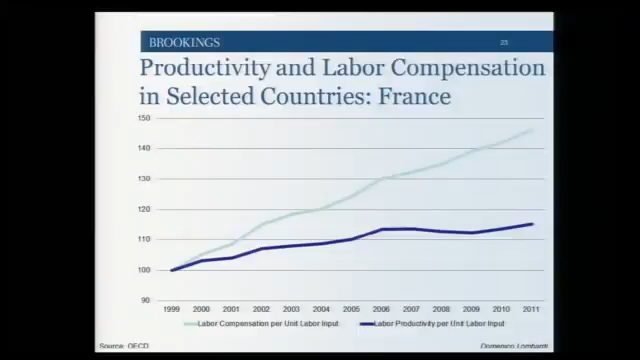 BROOKINGS
25
Productivity and Labor Compensation
in Selected Countries: France
150
140
130
120
110
100
90
1999 2000 2001 2002 2003 2004 2005 2006 2007 2008 2009 2010 2011
Labor Compensation per Unit Labor Input Labor Productivity per Unit Labor Input
Source: OECD Domenico Lombardi